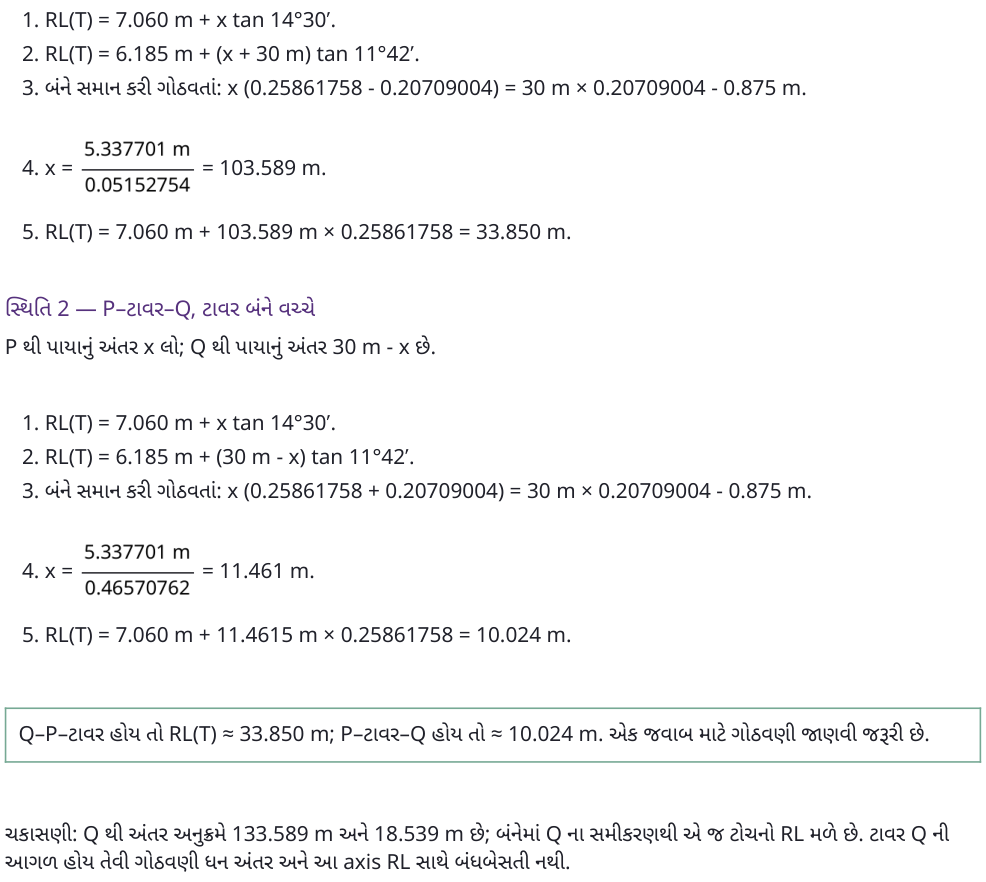 1. RL(T) = 7.060 m + x tan 14°30′.
2. RL(T) = 6.185 m + (x + 30 m) tan 11°42′.
3. બંને સમાન કરી ગોઠવતાં: x (0.25861758 - 0.20709004) = 30 m × 0.20709004 - 0.875 m.
4. x = 5.337701 m / 0.05152754 = 103.589 m.
5. RL(T) = 7.060 m + 103.589 m × 0.25861758 = 33.850 m.
સ્થિતિ 2 — P–ટાવર–Q, ટાવર બંને વચ્ચે
P થી પાયાનું અંતર x લો; Q થી પાયાનું અંતર 30 m - x છે.
1. RL(T) = 7.060 m + x tan 14°30′.
2. RL(T) = 6.185 m + (30 m - x) tan 11°42′.
3. બંને સમાન કરી ગોઠવતાં: x (0.25861758 + 0.20709004) = 30 m × 0.20709004 - 0.875 m.
4. x = 5.337701 m / 0.46570762 = 11.461 m.
5. RL(T) = 7.060 m + 11.4615 m × 0.25861758 = 10.024 m.
Q–P–ટાવર હોય તો RL(T) ≈ 33.850 m; P–ટાવર–Q હોય તો ≈ 10.024 m. એક જવાબ માટે ગોઠવણી જાણવી જરૂરી છે.
ચકાસણી: Q થી અંતર અનુક્રમે 133.589 m અને 18.539 m છે; બંનેમાં Q ના સમીકરણથી એ જ ટોચનો RL મળે છે. ટાવર Q ની
આગળ હોય તેવી ગોઠવણી ધન અંતર અને આ axis RL સાથે બંધબેસતી નથી.